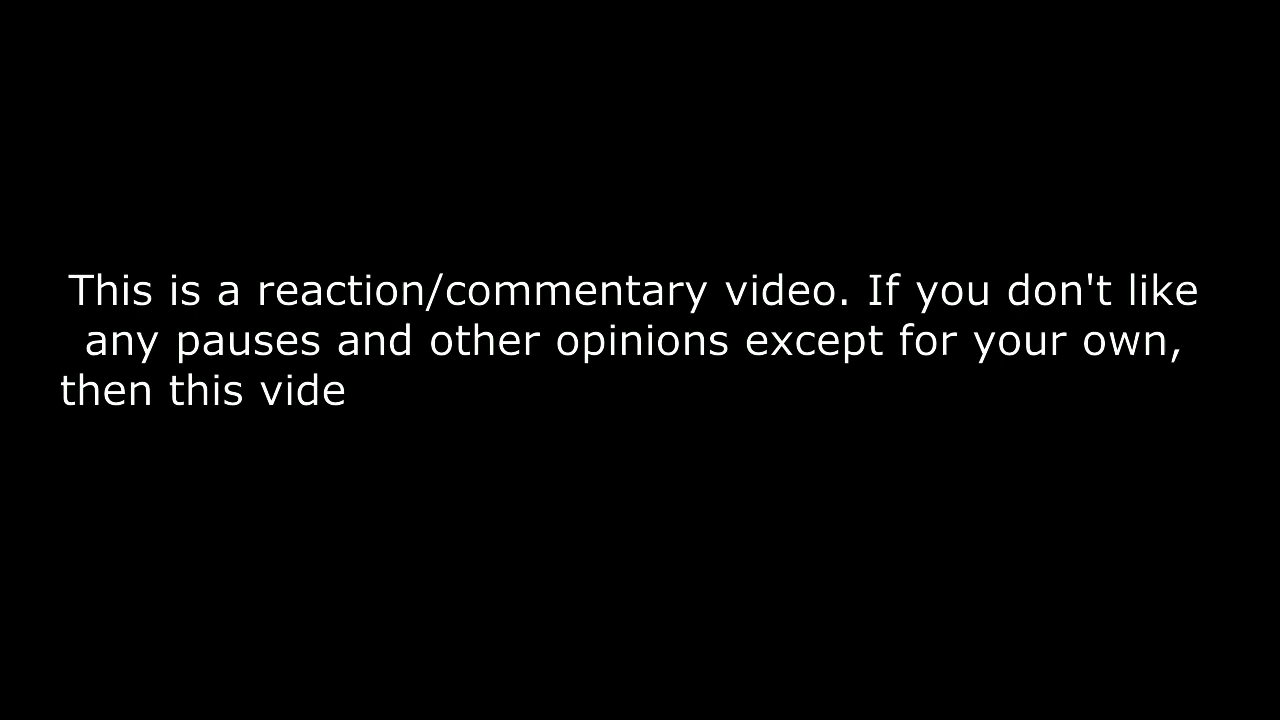 This is a reaction/commentary video. If you don't like
any pauses and other opinions except for your own,
then this vide